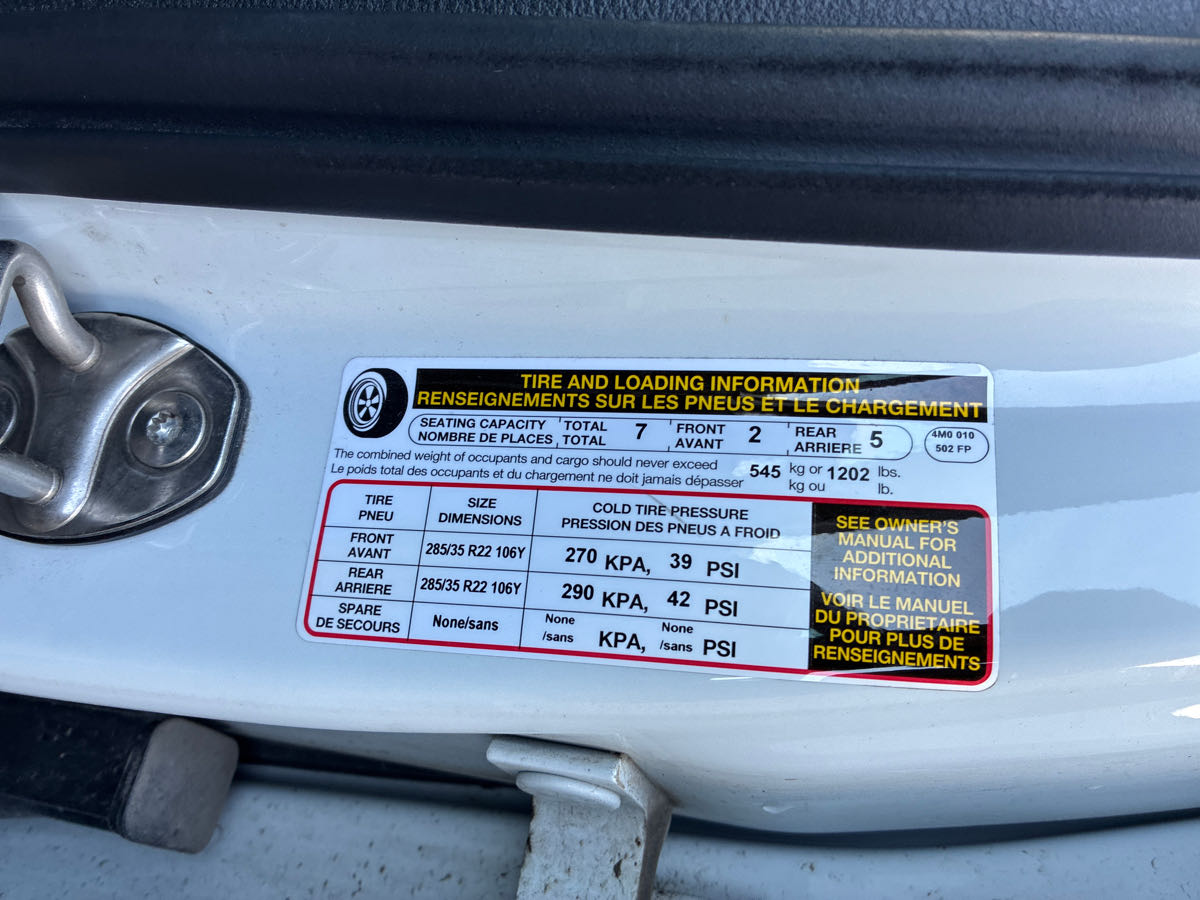 TIRE AND LOADING INFORMATION
RENSEIGNEMENTS SUR LES PNEUS ET LE CHARGEMENT
SEATING CAPACITY TOTAL 7 FRONT 2 REAR 5
NOMBRE DE PLACES TOTAL AVANT ARRIERE
4M0 010
502 FP
The combined weight of occupants and cargo should never exceed 545 kg or 1202 lbs.
Le poids total des occupants et du chargement ne doit jamais dépasser kg ou lb.
TIRE SIZE COLD TIRE PRESSURE
PNEU DIMENSIONS PRESSION DES PNEUS A FROID
FRONT
AVANT 285/35 R22 106Y 270 KPA, 39 PSI
REAR
ARRIERE 285/35 R22 106Y 290 KPA, 42 PSI
SPARE
DE SECOURS None/sans None /sans KPA, None /sans PSI
SEE OWNER'S
MANUAL FOR
ADDITIONAL
INFORMATION
VOIR LE MANUEL
DU PROPRIETAIRE
POUR PLUS DE
RENSEIGNEMENTS